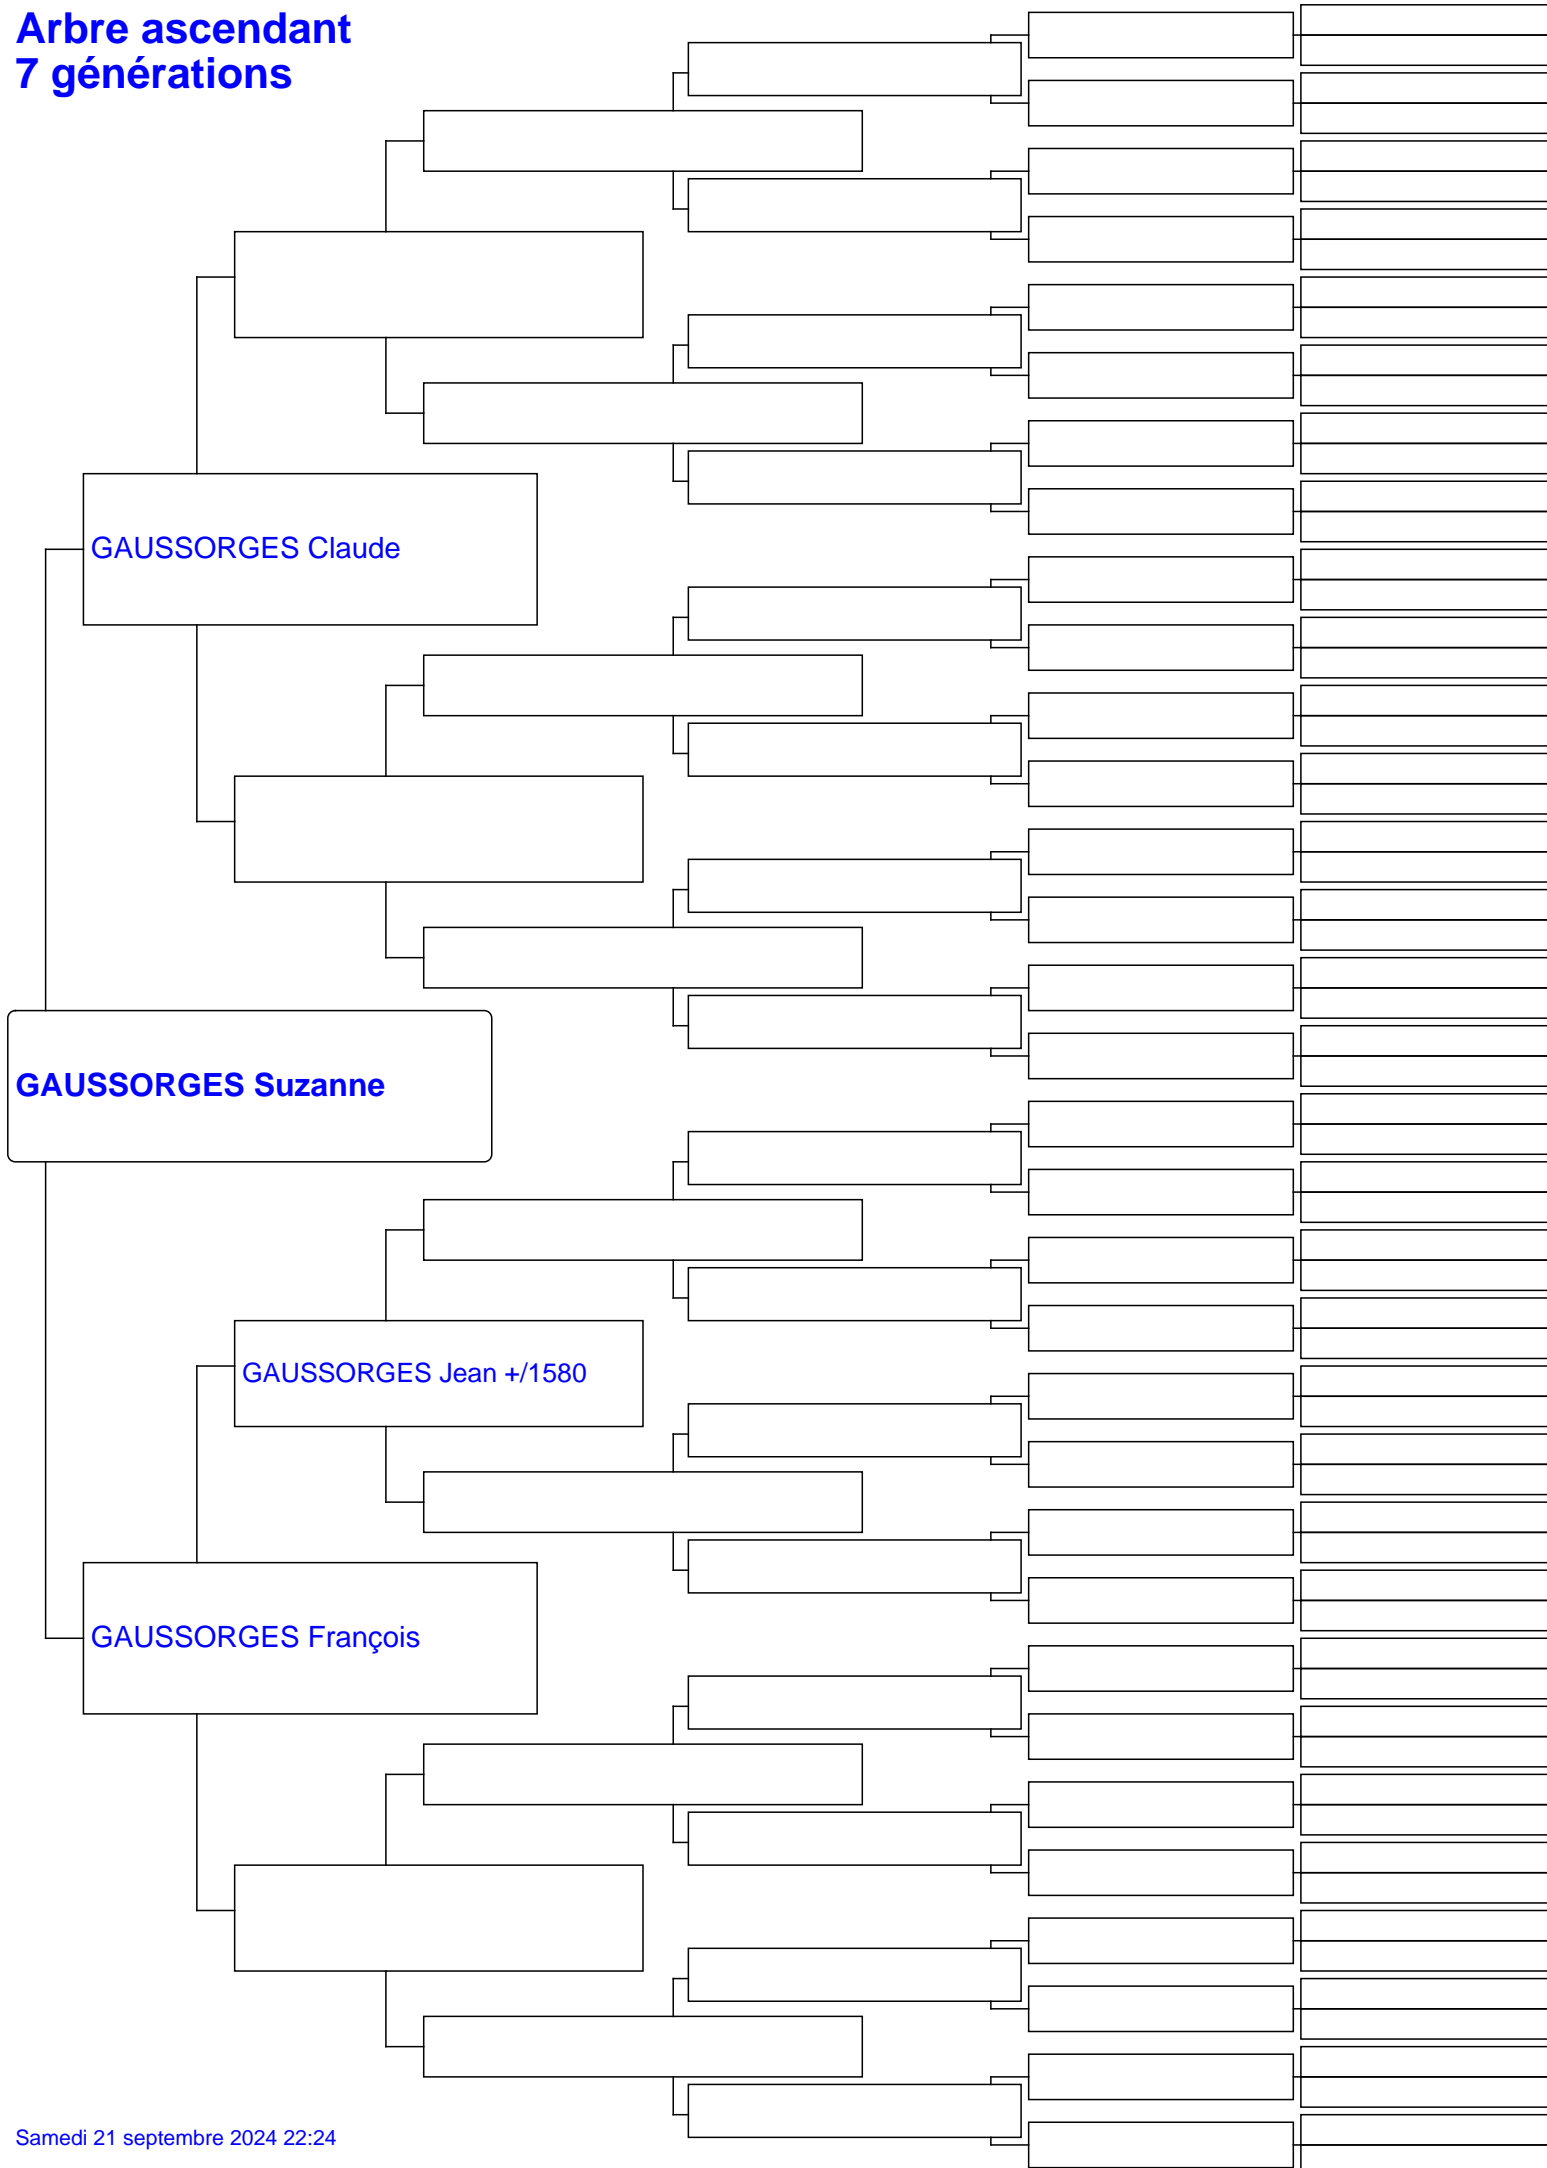 Arbre ascendant
7 générations
GAUSSORGES Claude
GAUSSORGES Suzanne
GAUSSORGES Jean +/1580
GAUSSORGES François
Samedi 21 septembre 2024 22:24